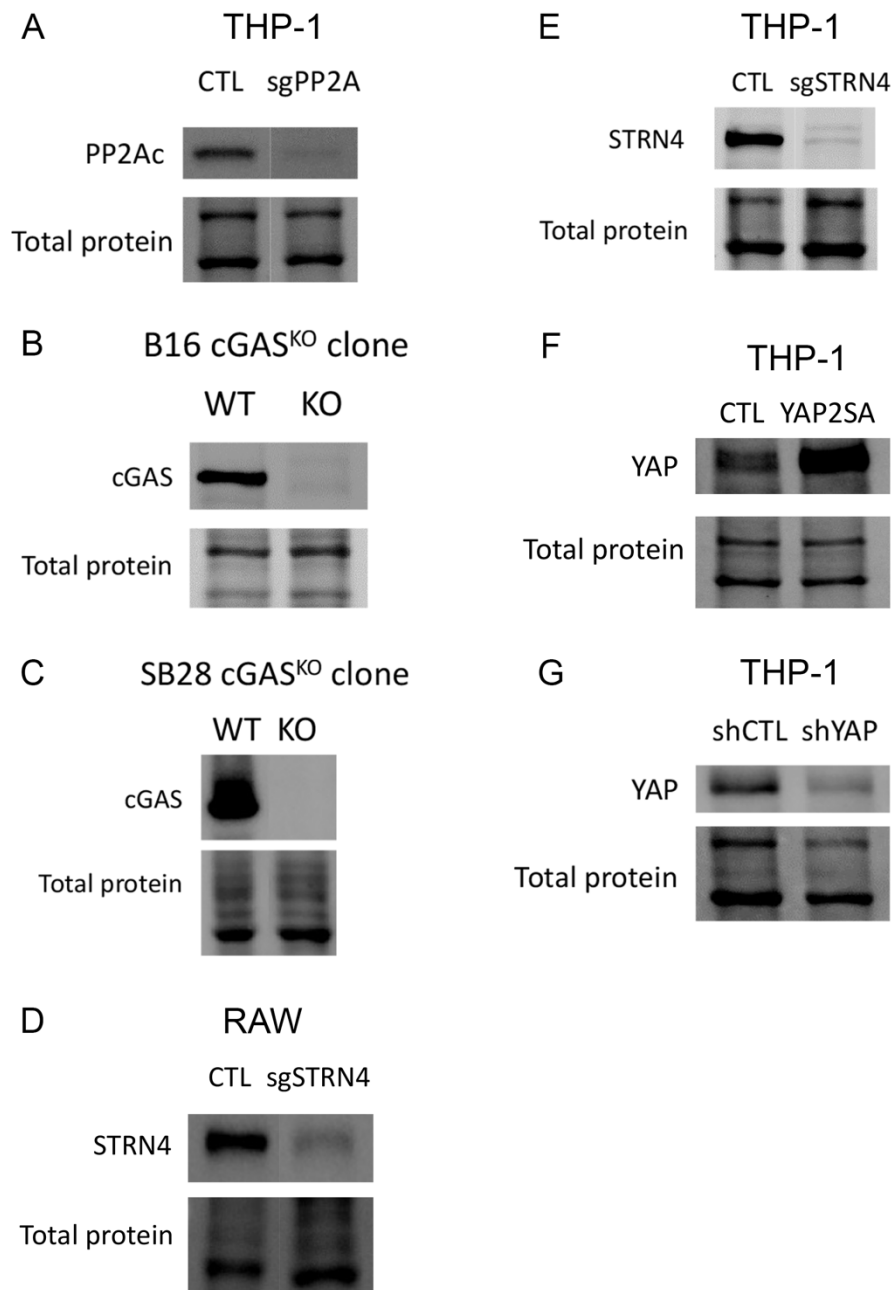 A
THP-1
CTL sgPP2A
PP2Ac
Total protein
B
B16 cGASᴷᴼ clone
WT KO
cGAS
Total protein
C
SB28 cGASᴷᴼ clone
WT KO
cGAS
Total protein
D
RAW
CTL sgSTRN4
STRN4
Total protein
E
THP-1
CTL sgSTRN4
STRN4
Total protein
F
THP-1
CTL YAP2SA
YAP
Total protein
G
THP-1
shCTL shYAP
YAP
Total protein